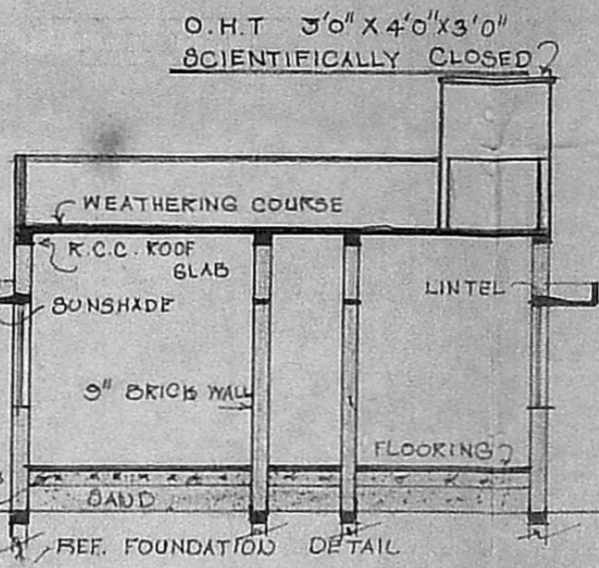 O.H.T 3'0" X 4'0" X 3'0"
SCIENTIFICALLY CLOSED
WEATHERING COURSE
R.C.C. ROOF
SLAB
LINTEL
SUNSHADE
9" BRICK WALL
FLOORING
SAND
REF. FOUNDATION DETAIL